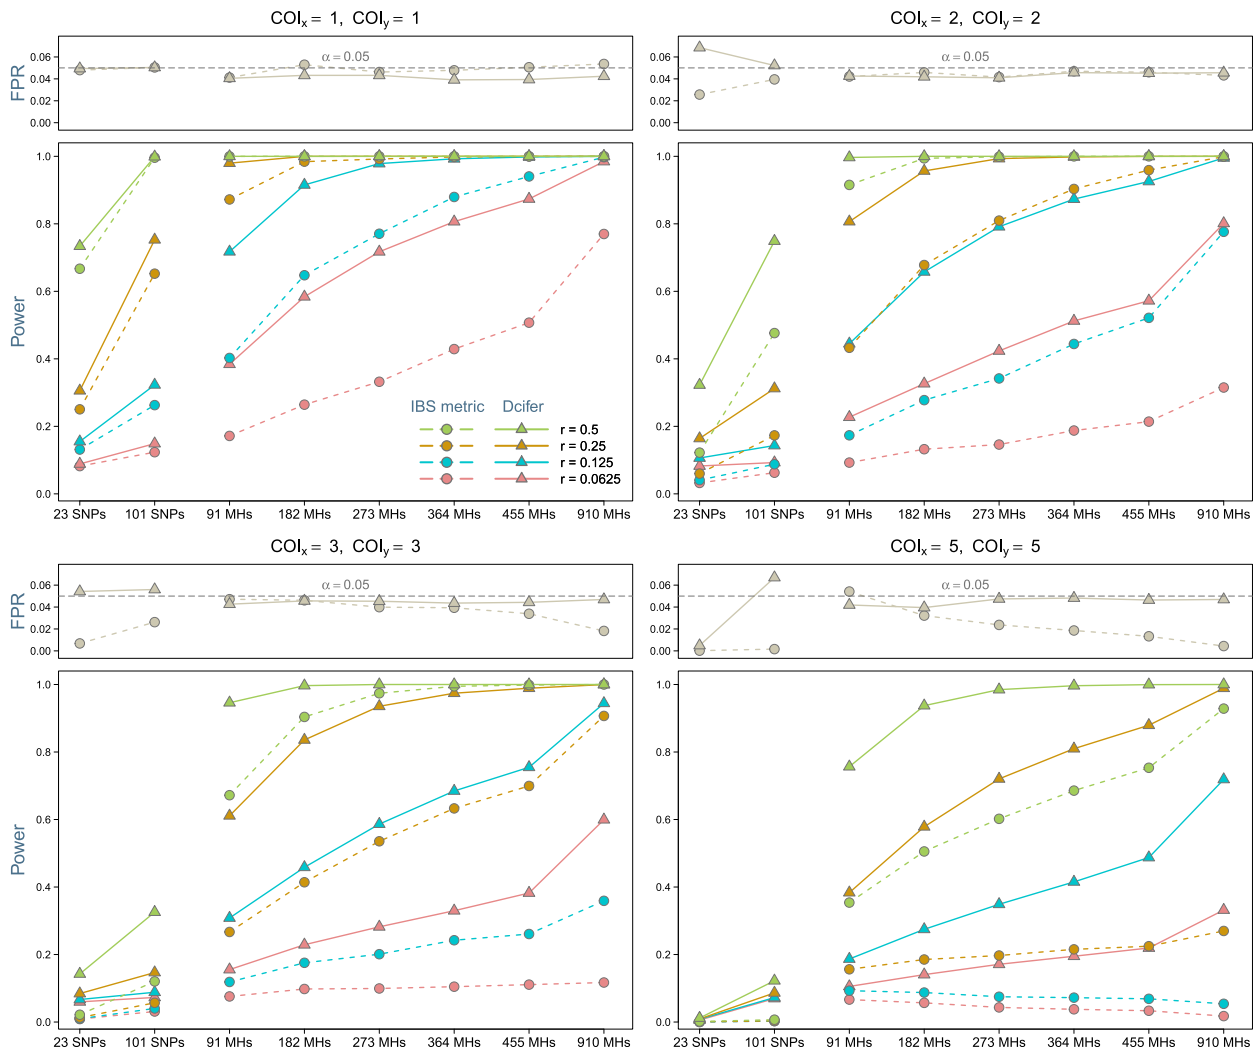 COIx = 1, COIy = 1
FPR
0.06
0.04
0.02
0.00
α = 0.05
Power
1.0
0.8
0.6
0.4
0.2
0.0
IBS metric Dcifer
r = 0.5
r = 0.25
r = 0.125
r = 0.0625
23 SNPs 101 SNPs 91 MHs 182 MHs 273 MHs 364 MHs 455 MHs 910 MHs
COIx = 2, COIy = 2
0.06
0.04
0.02
0.00
α = 0.05
1.0
0.8
0.6
0.4
0.2
0.0
23 SNPs 101 SNPs 91 MHs 182 MHs 273 MHs 364 MHs 455 MHs 910 MHs
COIx = 3, COIy = 3
FPR
0.06
0.04
0.02
0.00
α = 0.05
Power
1.0
0.8
0.6
0.4
0.2
0.0
23 SNPs 101 SNPs 91 MHs 182 MHs 273 MHs 364 MHs 455 MHs 910 MHs
COIx = 5, COIy = 5
0.06
0.04
0.02
0.00
α = 0.05
1.0
0.8
0.6
0.4
0.2
0.0
23 SNPs 101 SNPs 91 MHs 182 MHs 273 MHs 364 MHs 455 MHs 910 MHs